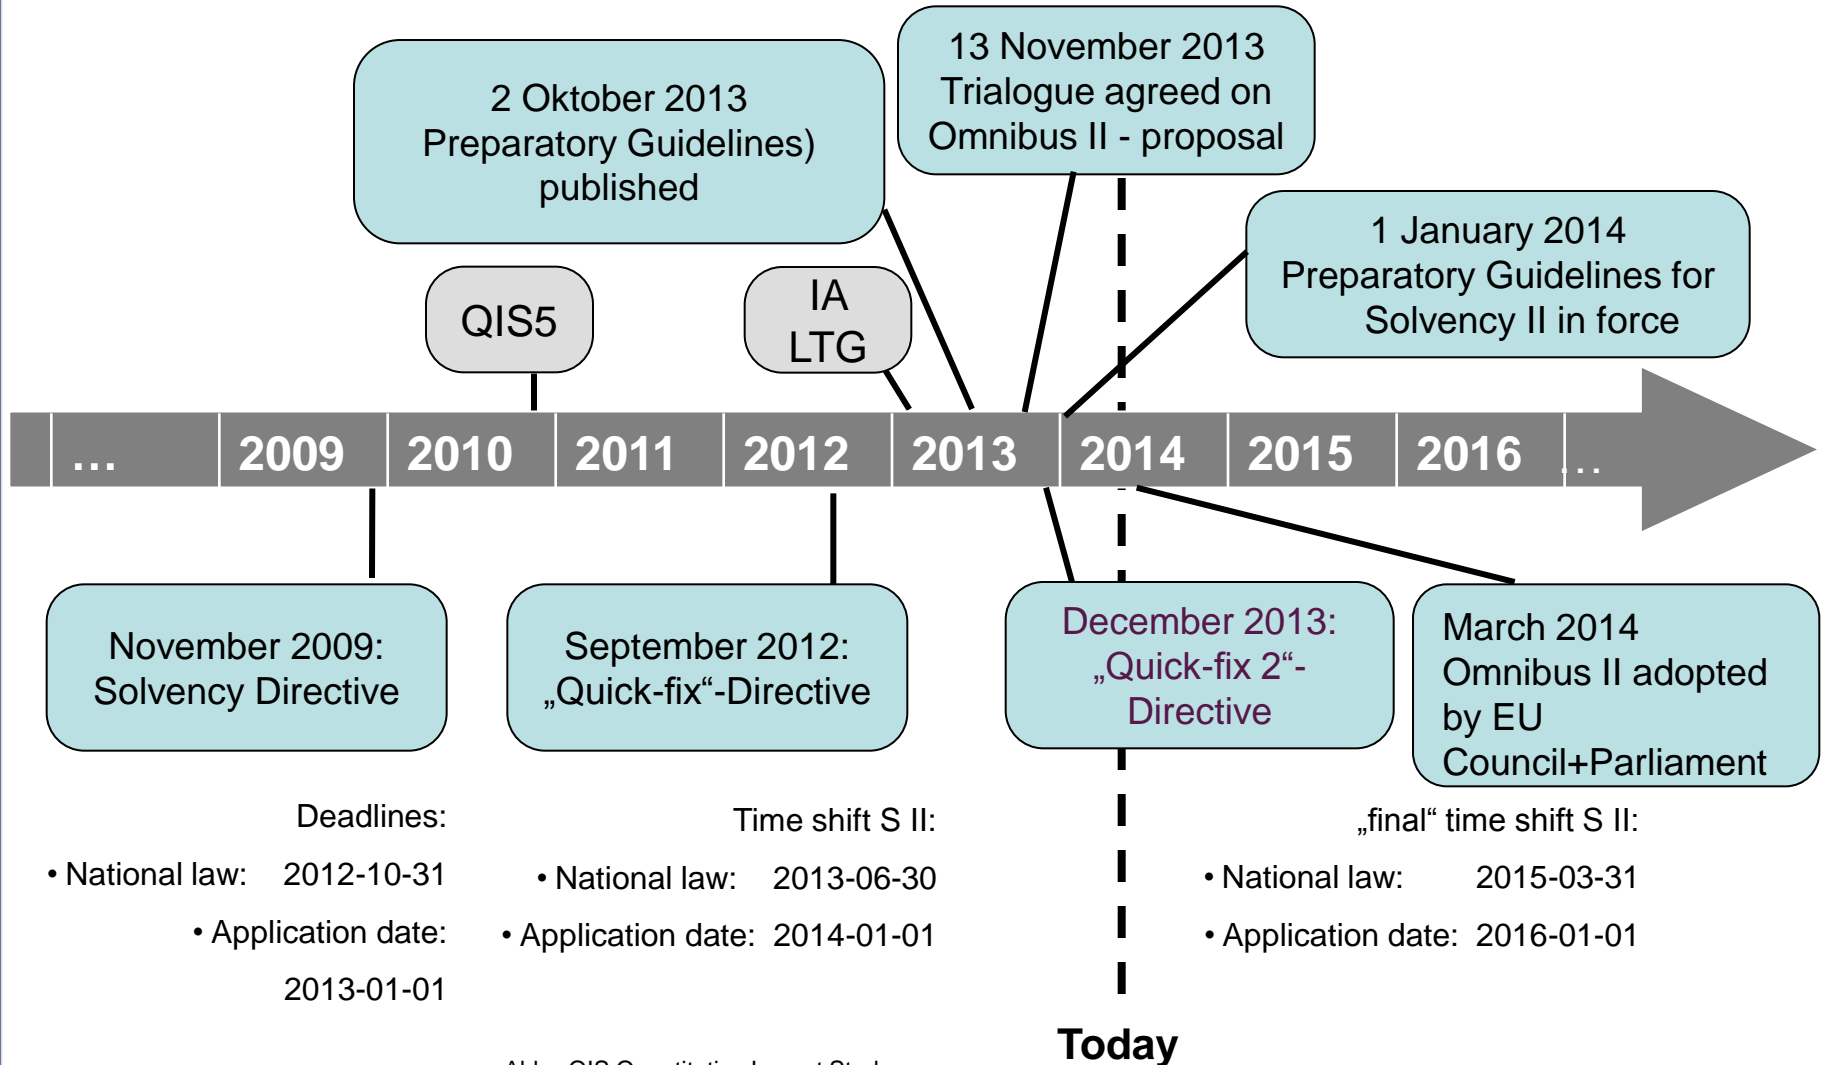 13 November 2013
Trialogue agreed on
Omnibus II - proposal
2 Oktober 2013
Preparatory Guidelines)
published
1 January 2014
Preparatory Guidelines for
Solvency II in force
QIS5
IA
LTG
... 2009 2010 2011 2012 2013 2014 2015 2016 ...
November 2009:
Solvency Directive
September 2012:
„Quick-fix“-Directive
December 2013:
„Quick-fix 2“-
Directive
March 2014
Omnibus II adopted
by EU
Council+Parliament
Deadlines:
• National law: 2012-10-31
• Application date:
2013-01-01
Time shift S II:
• National law: 2013-06-30
• Application date: 2014-01-01
„final“ time shift S II:
• National law: 2015-03-31
• Application date: 2016-01-01
Today